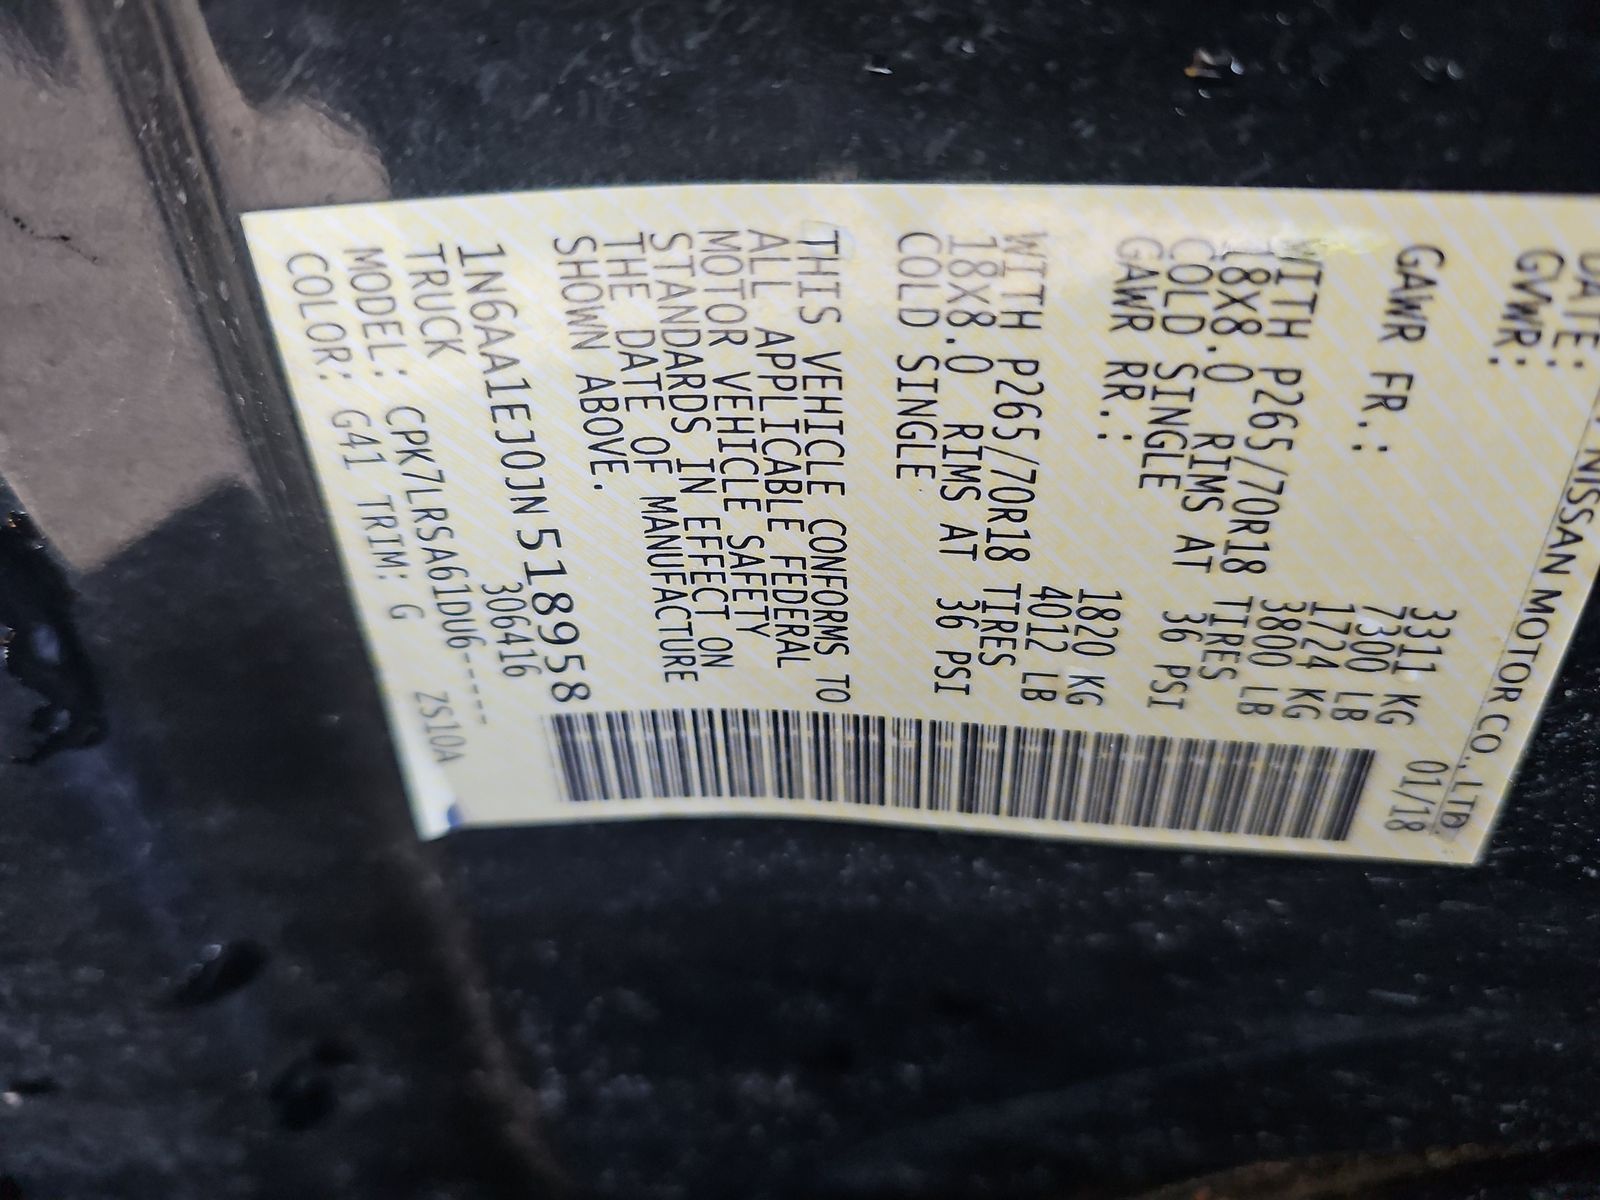 NISSAN MOTOR CO., LTD.
DATE: 01/18
GVWR: 3311 KG
7300 LB
GAWR FR.: 1724 KG
3800 LB
WITH P265/70R18 TIRES
18X8.0 RIMS AT 36 PSI
COLD SINGLE
GAWR RR.: 1820 KG
4012 LB
WITH P265/70R18 TIRES
18X8.0 RIMS AT 36 PSI
COLD SINGLE
THIS VEHICLE CONFORMS TO
ALL APPLICABLE FEDERAL
MOTOR VEHICLE SAFETY
STANDARDS IN EFFECT ON
THE DATE OF MANUFACTURE
SHOWN ABOVE.
1N6AA1EJ0JN518958
TRUCK 306416
MODEL: CPK7LRSA61DU6-----
COLOR: G41 TRIM: G ZS10A